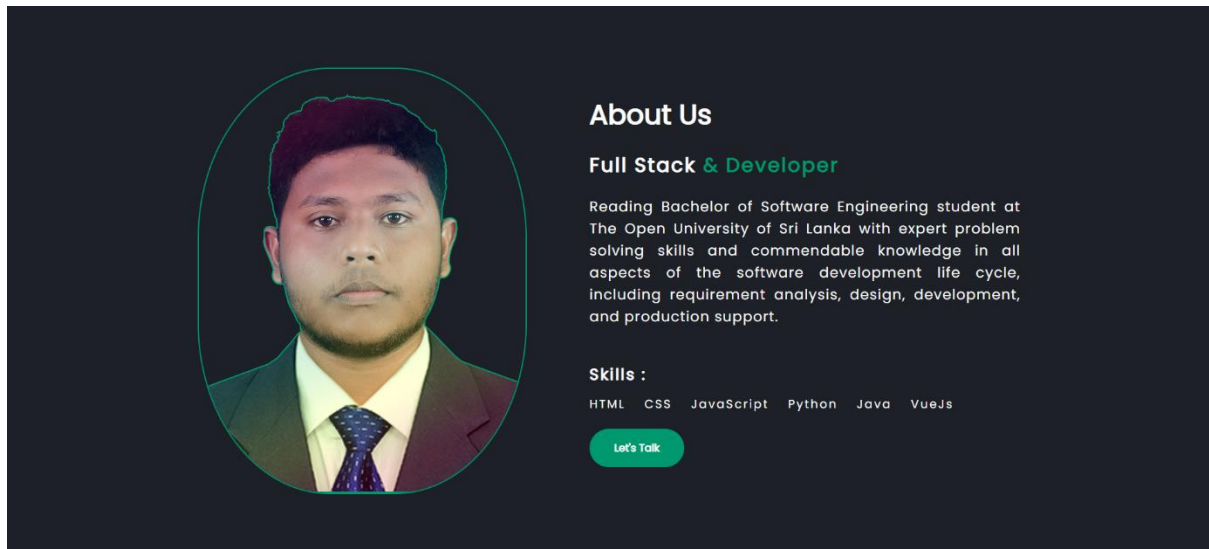 About Us
Full Stack & Developer
Reading Bachelor of Software Engineering student at
The Open University of Sri Lanka with expert problem
solving skills and commendable knowledge in all
aspects of the software development life cycle,
including requirement analysis, design, development,
and production support.
Skills :
HTML CSS JavaScript Python Java VueJs
Let's Talk